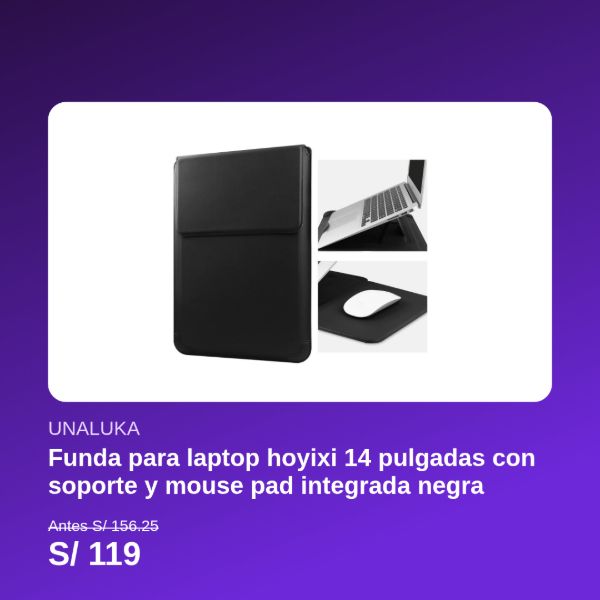 UNALUKA
Funda para laptop hoyixi 14 pulgadas con
soporte y mouse pad integrada negra
Antes S/ 156.25
S/ 119